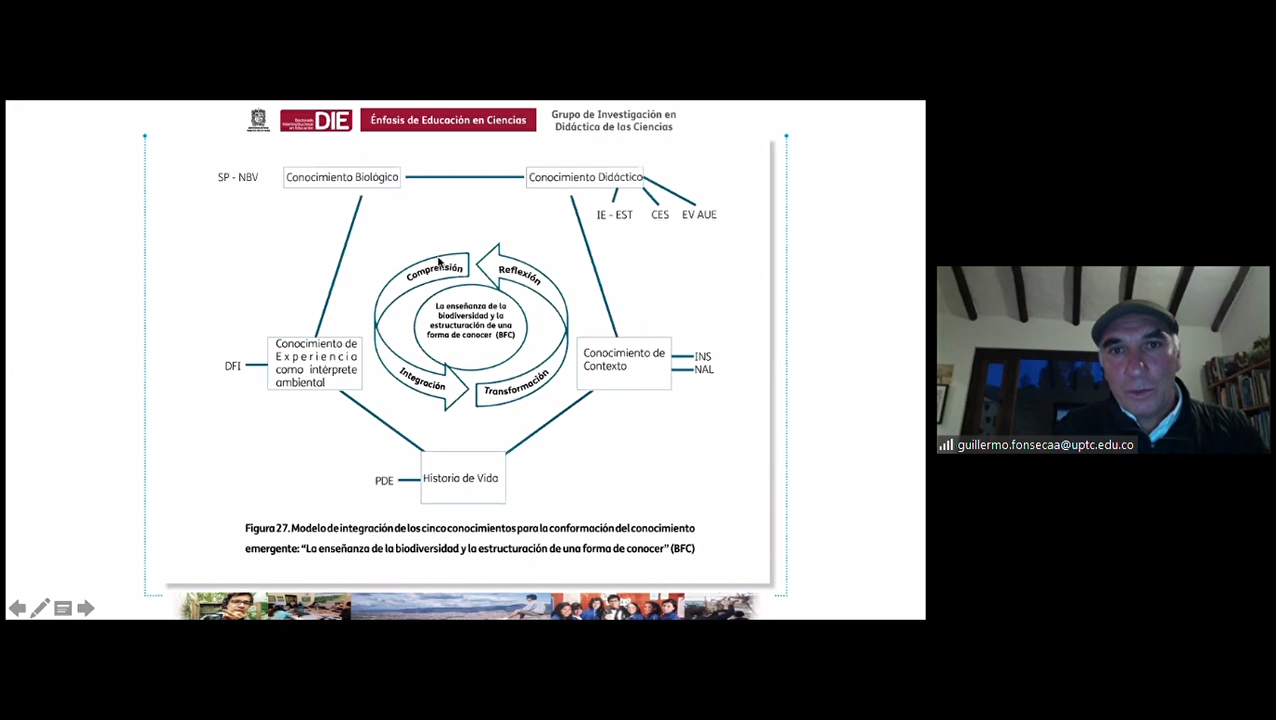 DIE
Énfasis de Educación en Ciencias
Grupo de Investigación en
Didáctica de las Ciencias
SP - NBV
Conocimiento Biológico
Conocimiento Didáctico
IE - EST
CES
EV AUE
Comprensión
Reflexión
La enseñanza de la
biodiversidad y la
estructuración de una
forma de conocer (BFC)
Integración
Transformación
DFI
Conocimiento de
Experiencia
como intérprete
ambiental
Conocimiento de
Contexto
INS
NAL
PDE
Historia de Vida
Figura 27. Modelo de integración de los cinco conocimientos para la conformación del conocimiento
emergente: “La enseñanza de la biodiversidad y la estructuración de una forma de conocer” (BFC)
guillermo.fonsecaa@uptc.edu.co